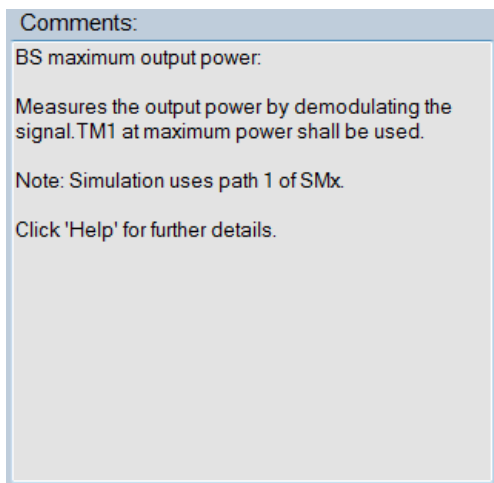 Comments:
BS maximum output power:
Measures the output power by demodulating the
signal.TM1 at maximum power shall be used.
Note: Simulation uses path 1 of SMx.
Click 'Help' for further details.